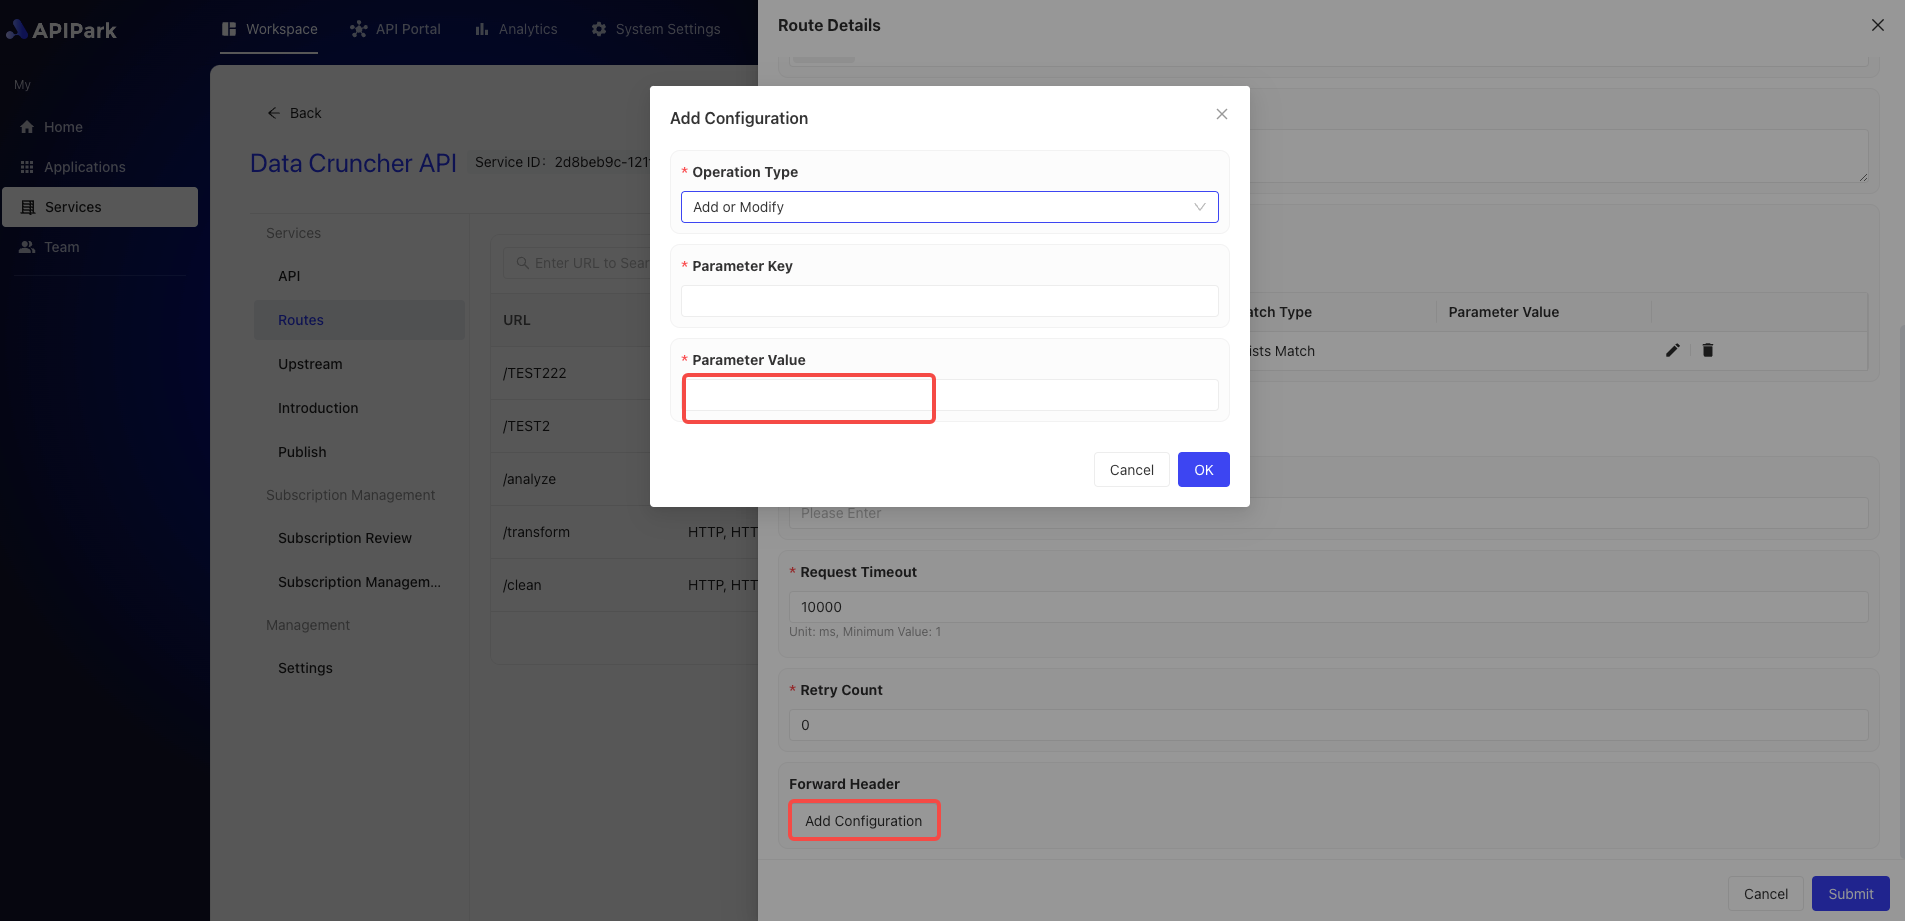 APIPark
Workspace
API Portal
Analytics
System Settings
My
Home
Applications
Services
Team
Back
Data Cruncher API
Service ID: 2d8beb9c-121
Services
API
Routes
Upstream
Introduction
Publish
Subscription Management
Subscription Review
Subscription Managem...
Management
Settings
Enter URL to Sear
URL
/TEST222
/TEST2
/analyze
/transform HTTP, HTT
/clean HTTP, HTT
Route Details
Add Configuration
* Operation Type
Add or Modify
* Parameter Key
* Parameter Value
Cancel
OK
atch Type
Parameter Value
ists Match
Please Enter
* Request Timeout
10000
Unit: ms, Minimum Value: 1
* Retry Count
0
Forward Header
Add Configuration
Cancel
Submit